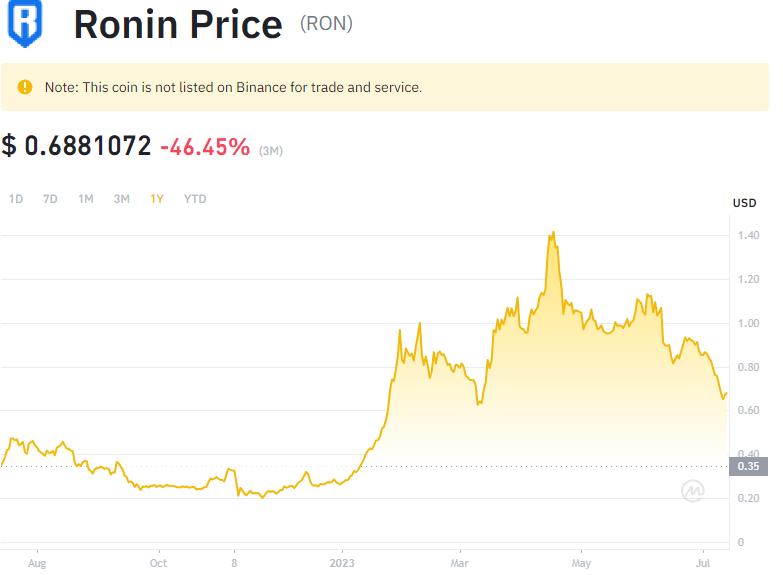 Ronin Price (RON)
Note: This coin is not listed on Binance for trade and service.
$ 0.6881072 -46.45% (3M)
1D 7D 1M 3M 1Y YTD
USD
1.40
1.20
1.00
0.80
0.60
0.40
0.35
0.20
0
Aug Oct 8 2023 Mar May Jul